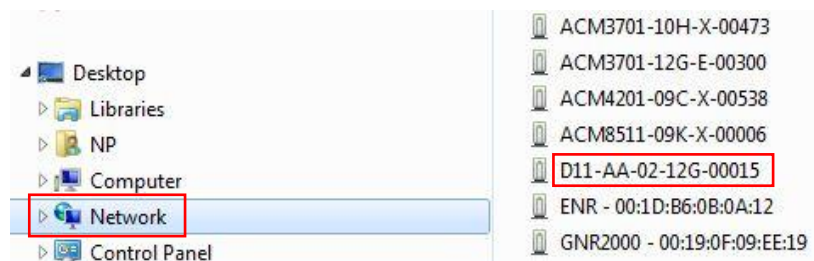 Desktop
Libraries
NP
Computer
Network
Control Panel
ACM3701-10H-X-00473
ACM3701-12G-E-00300
ACM4201-09C-X-00538
ACM8511-09K-X-00006
D11-AA-02-12G-00015
ENR - 00:1D:B6:0B:0A:12
GNR2000 - 00:19:0F:09:EE:19